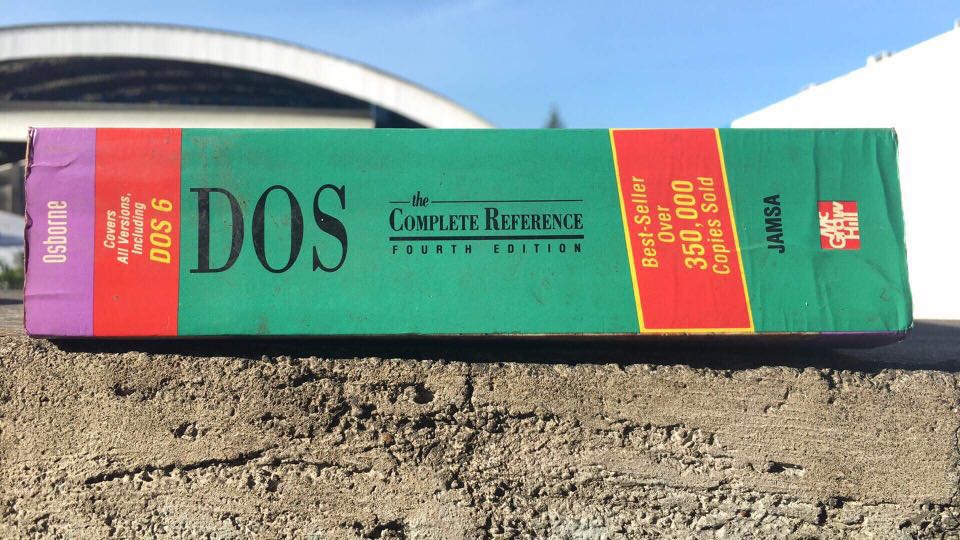 Osborne
Covers
All Versions,
Including
DOS 6
DOS
the
COMPLETE REFERENCE
FOURTH EDITION
Best-Seller
Over
350,000
Copies Sold
JAMSA
Mc
Graw
Hill